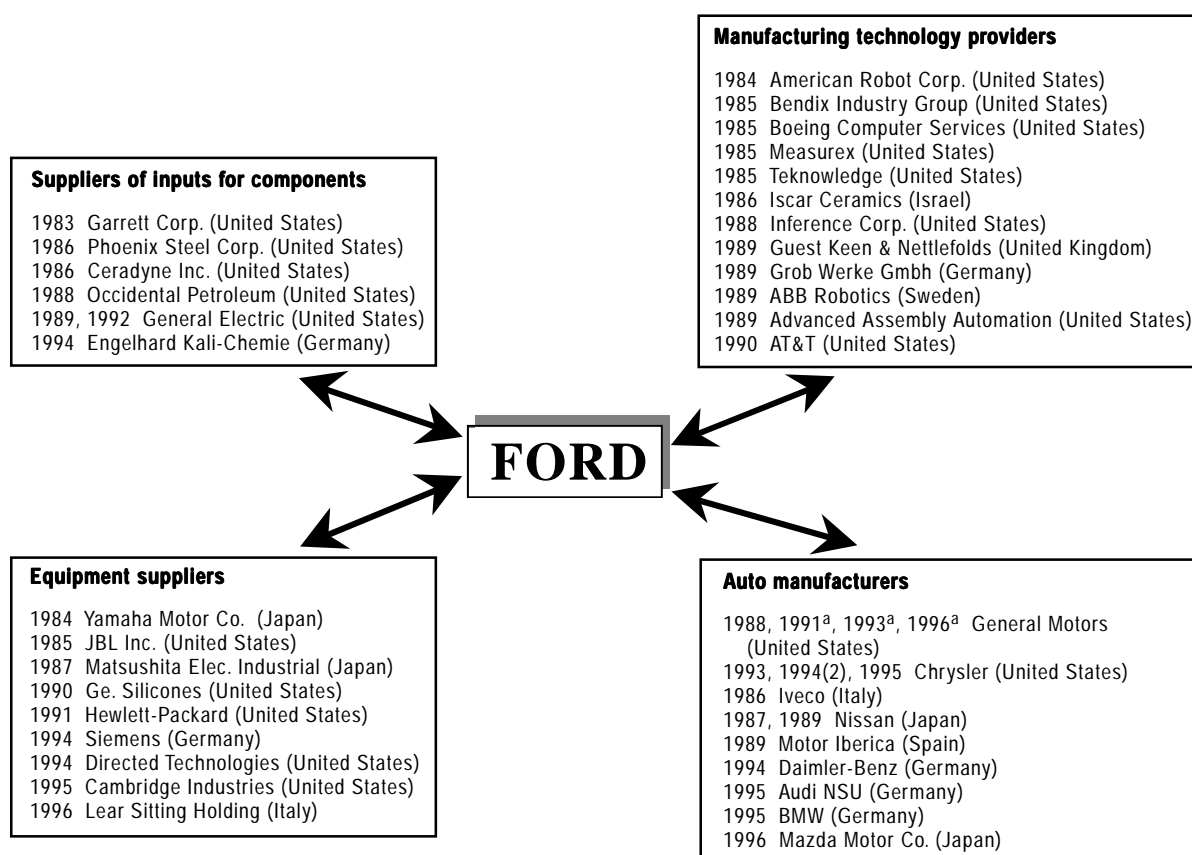 Manufacturing technology providers
1984 American Robot Corp. (United States)
1985 Bendix Industry Group (United States)
1985 Boeing Computer Services (United States)
1985 Measurex (United States)
1985 Teknowledge (United States)
1986 Iscar Ceramics (Israel)
1988 Inference Corp. (United States)
1989 Guest Keen & Nettlefolds (United Kingdom)
1989 Grob Werke Gmbh (Germany)
1989 ABB Robotics (Sweden)
1989 Advanced Assembly Automation (United States)
1990 AT&T (United States)
Suppliers of inputs for components
1983 Garrett Corp. (United States)
1986 Phoenix Steel Corp. (United States)
1986 Ceradyne Inc. (United States)
1988 Occidental Petroleum (United States)
1989, 1992 General Electric (United States)
1994 Engelhard Kali-Chemie (Germany)
FORD
Equipment suppliers
1984 Yamaha Motor Co. (Japan)
1985 JBL Inc. (United States)
1987 Matsushita Elec. Industrial (Japan)
1990 Ge. Silicones (United States)
1991 Hewlett-Packard (United States)
1994 Siemens (Germany)
1994 Directed Technologies (United States)
1995 Cambridge Industries (United States)
1996 Lear Sitting Holding (Italy)
Auto manufacturers
1988, 1991ᵃ, 1993ᵃ, 1996ᵃ General Motors
(United States)
1993, 1994(2), 1995 Chrysler (United States)
1986 Iveco (Italy)
1987, 1989 Nissan (Japan)
1989 Motor Iberica (Spain)
1994 Daimler-Benz (Germany)
1995 Audi NSU (Germany)
1995 BMW (Germany)
1996 Mazda Motor Co. (Japan)